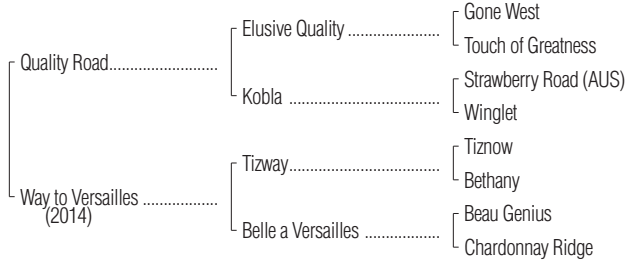 Gone West
Elusive Quality
Touch of Greatness
Quality Road
Strawberry Road (AUS)
Kobla
Winglet
Tiznow
Tizway
Bethany
Way to Versailles
(2014)
Beau Genius
Belle a Versailles
Chardonnay Ridge